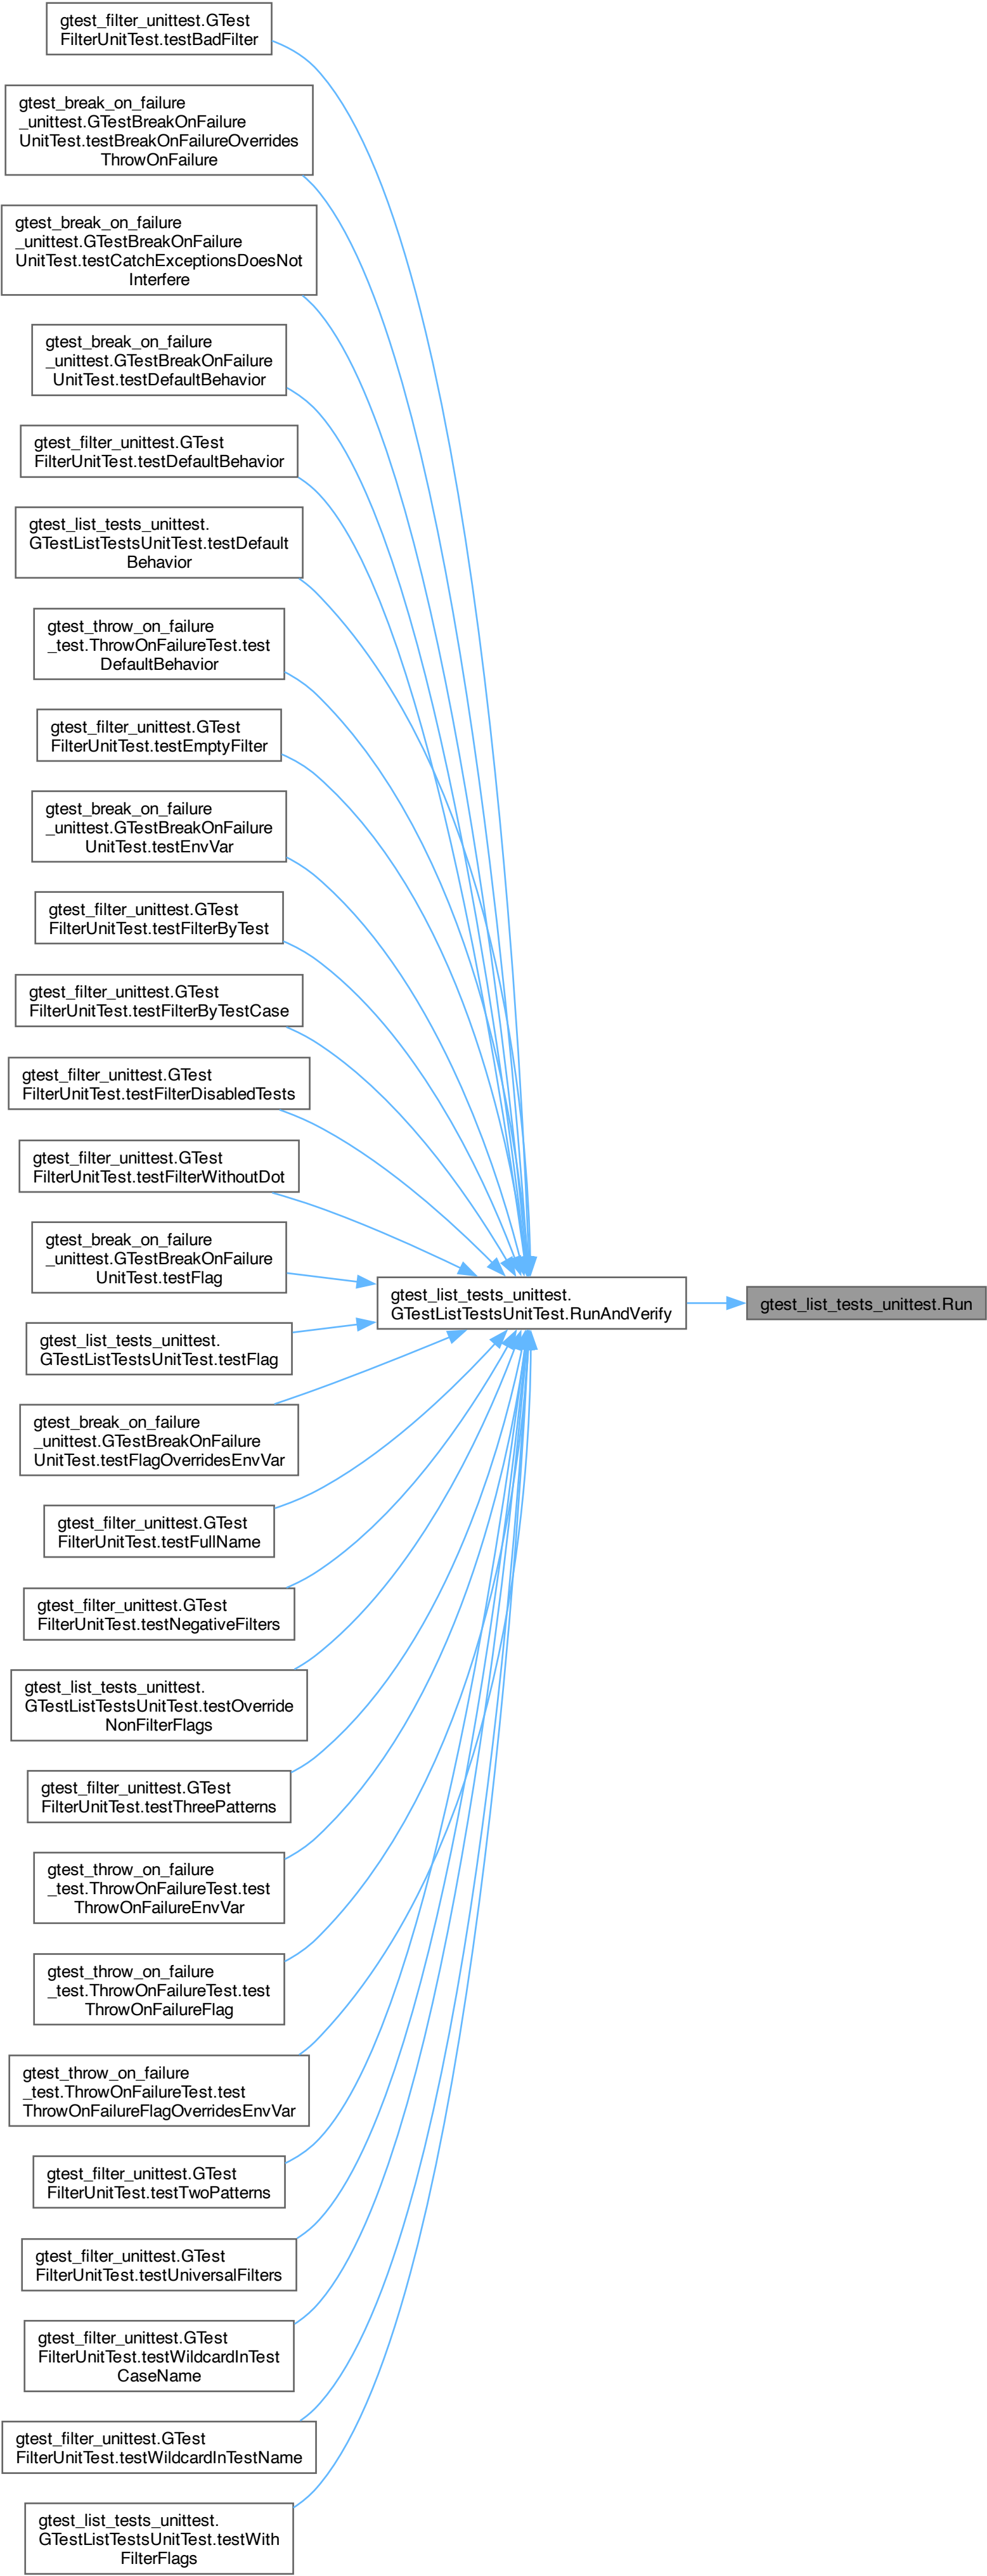 gtest_filter_unittest.GTest
FilterUnitTest.testBadFilter
gtest_break_on_failure
_unittest.GTestBreakOnFailure
UnitTest.testBreakOnFailureOverrides
ThrowOnFailure
gtest_break_on_failure
_unittest.GTestBreakOnFailure
UnitTest.testCatchExceptionsDoesNot
Interfere
gtest_break_on_failure
_unittest.GTestBreakOnFailure
UnitTest.testDefaultBehavior
gtest_filter_unittest.GTest
FilterUnitTest.testDefaultBehavior
gtest_list_tests_unittest.
GTestListTestsUnitTest.testDefault
Behavior
gtest_throw_on_failure
_test.ThrowOnFailureTest.test
DefaultBehavior
gtest_filter_unittest.GTest
FilterUnitTest.testEmptyFilter
gtest_break_on_failure
_unittest.GTestBreakOnFailure
UnitTest.testEnvVar
gtest_filter_unittest.GTest
FilterUnitTest.testFilterByTest
gtest_filter_unittest.GTest
FilterUnitTest.testFilterByTestCase
gtest_filter_unittest.GTest
FilterUnitTest.testFilterDisabledTests
gtest_filter_unittest.GTest
FilterUnitTest.testFilterWithoutDot
gtest_break_on_failure
_unittest.GTestBreakOnFailure
UnitTest.testFlag
gtest_list_tests_unittest.
GTestListTestsUnitTest.RunAndVerify
gtest_list_tests_unittest.Run
gtest_list_tests_unittest.
GTestListTestsUnitTest.testFlag
gtest_break_on_failure
_unittest.GTestBreakOnFailure
UnitTest.testFlagOverridesEnvVar
gtest_filter_unittest.GTest
FilterUnitTest.testFullName
gtest_filter_unittest.GTest
FilterUnitTest.testNegativeFilters
gtest_list_tests_unittest.
GTestListTestsUnitTest.testOverride
NonFilterFlags
gtest_filter_unittest.GTest
FilterUnitTest.testThreePatterns
gtest_throw_on_failure
_test.ThrowOnFailureTest.test
ThrowOnFailureEnvVar
gtest_throw_on_failure
_test.ThrowOnFailureTest.test
ThrowOnFailureFlag
gtest_throw_on_failure
_test.ThrowOnFailureTest.test
ThrowOnFailureFlagOverridesEnvVar
gtest_filter_unittest.GTest
FilterUnitTest.testTwoPatterns
gtest_filter_unittest.GTest
FilterUnitTest.testUniversalFilters
gtest_filter_unittest.GTest
FilterUnitTest.testWildcardInTest
CaseName
gtest_filter_unittest.GTest
FilterUnitTest.testWildcardInTestName
gtest_list_tests_unittest.
GTestListTestsUnitTest.testWith
FilterFlags